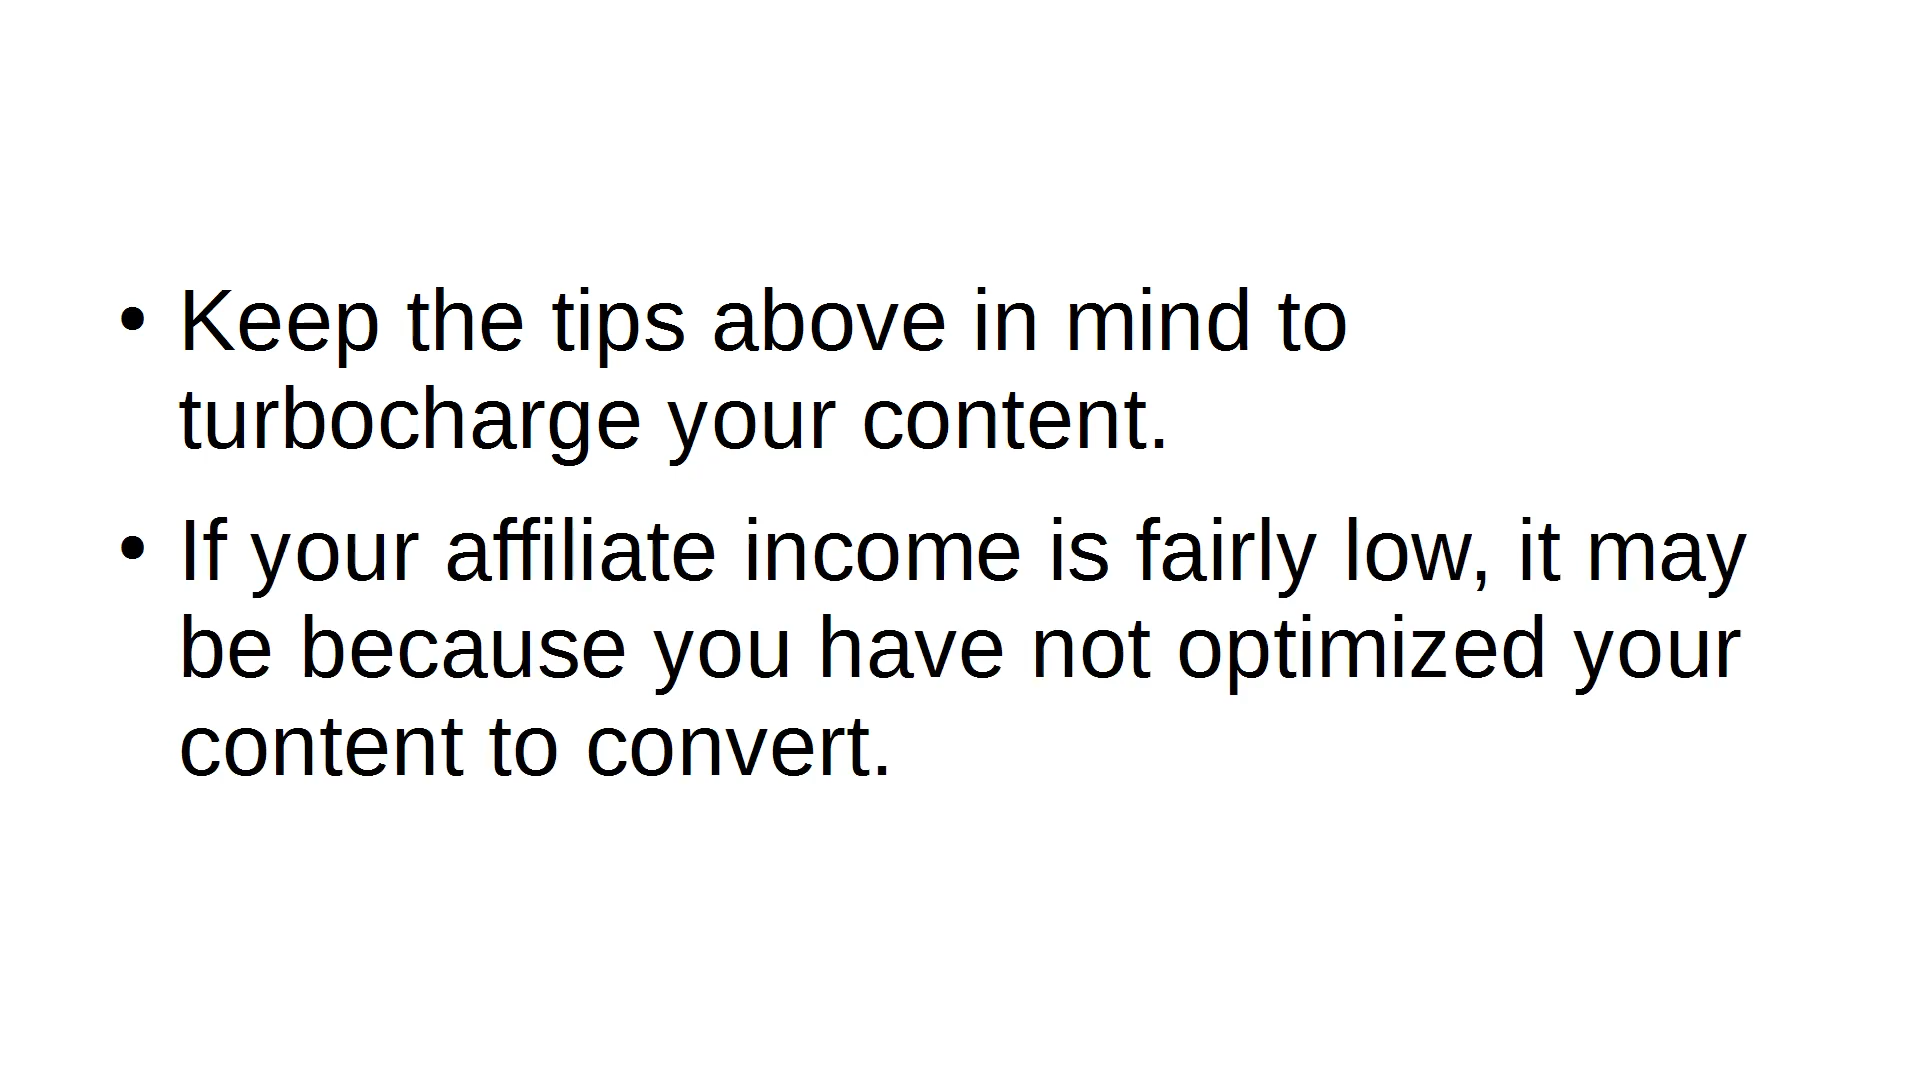 • Keep the tips above in mind to
turbocharge your content.
• If your affiliate income is fairly low, it may
be because you have not optimized your
content to convert.